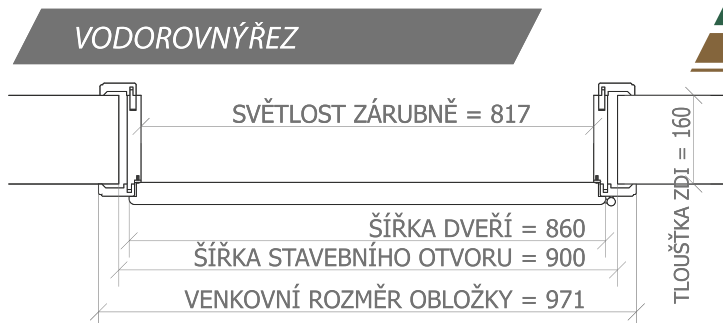 VODOROVNÝŘEZ
SVĚTLOST ZÁRUBNĚ = 817
TLOUŠŤKA ZDI = 160
ŠÍŘKA DVEŘÍ = 860
ŠÍŘKA STAVEBNÍHO OTVORU = 900
VENKOVNÍ ROZMĚR OBLOŽKY = 971